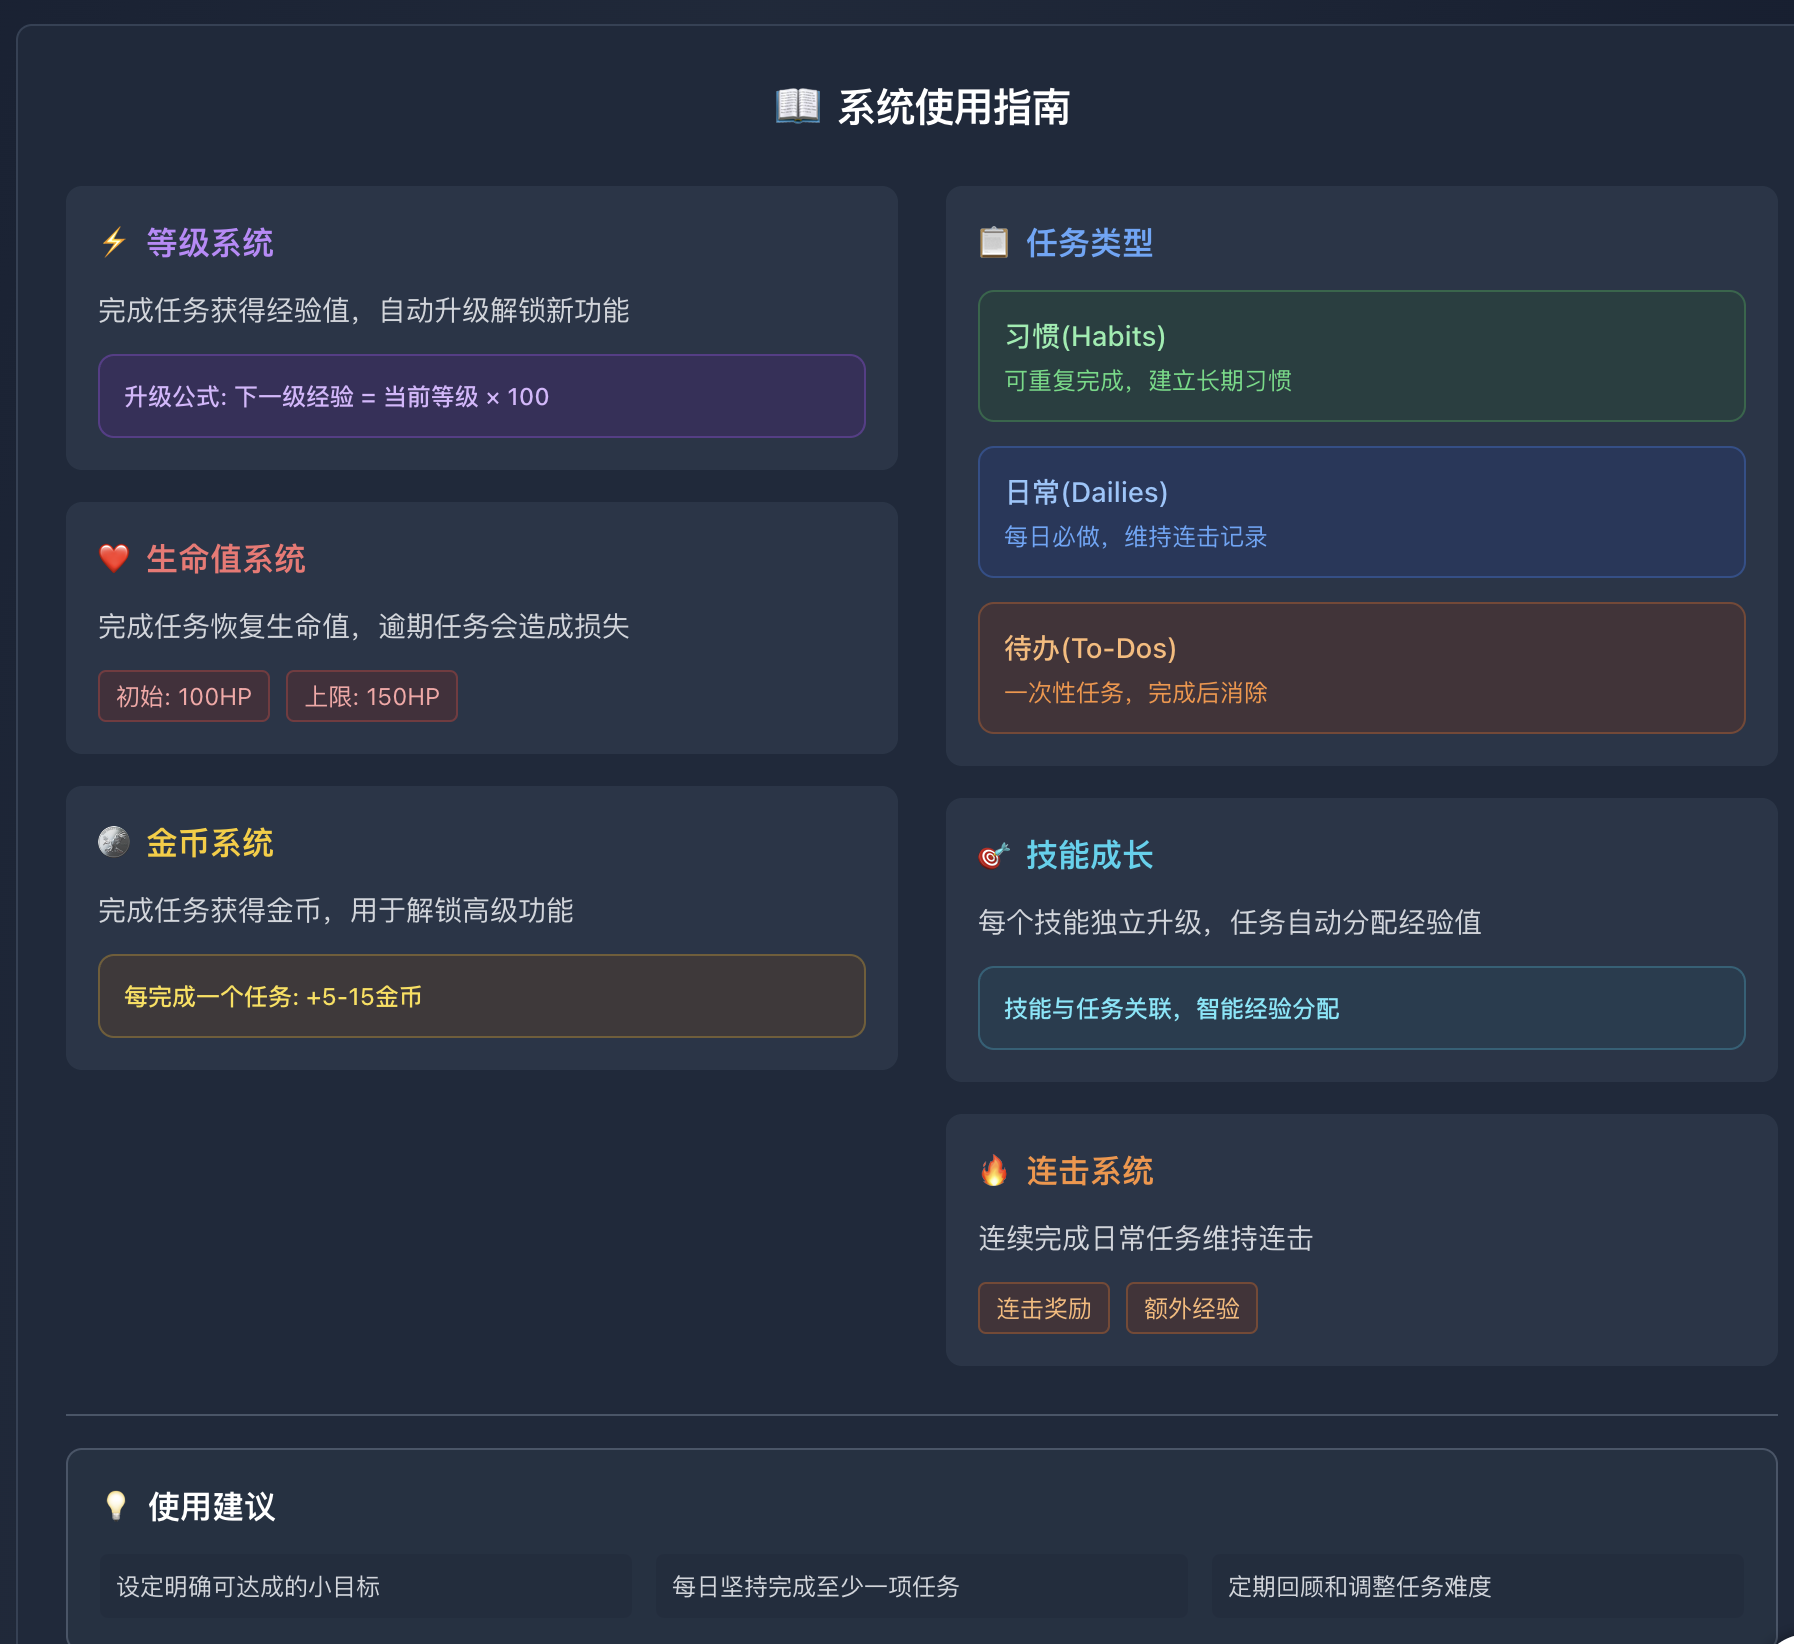 📖 系统使用指南
⚡ 等级系统
完成任务获得经验值，自动升级解锁新功能
升级公式: 下一级经验 = 当前等级 × 100
❤️ 生命值系统
完成任务恢复生命值，逾期任务会造成损失
初始: 100HP
上限: 150HP
🪙 金币系统
完成任务获得金币，用于解锁高级功能
每完成一个任务: +5-15金币
📋 任务类型
习惯(Habits)
可重复完成，建立长期习惯
日常(Dailies)
每日必做，维持连击记录
待办(To-Dos)
一次性任务，完成后消除
🎯 技能成长
每个技能独立升级，任务自动分配经验值
技能与任务关联，智能经验分配
🔥 连击系统
连续完成日常任务维持连击
连击奖励
额外经验
💡 使用建议
设定明确可达成的小目标
每日坚持完成至少一项任务
定期回顾和调整任务难度